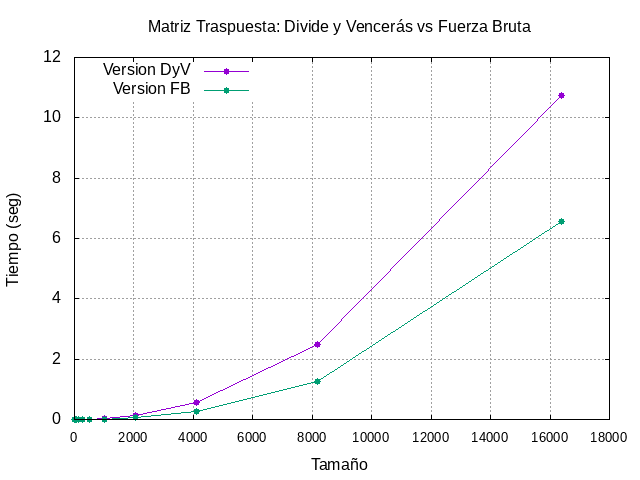 Matriz Traspuesta: Divide y Vencerás vs Fuerza Bruta
12
10
8
6
4
2
0
Tiempo (seg)
Version DyV
Version FB
0 2000 4000 6000 8000 10000 12000 14000 16000 18000
Tamaño